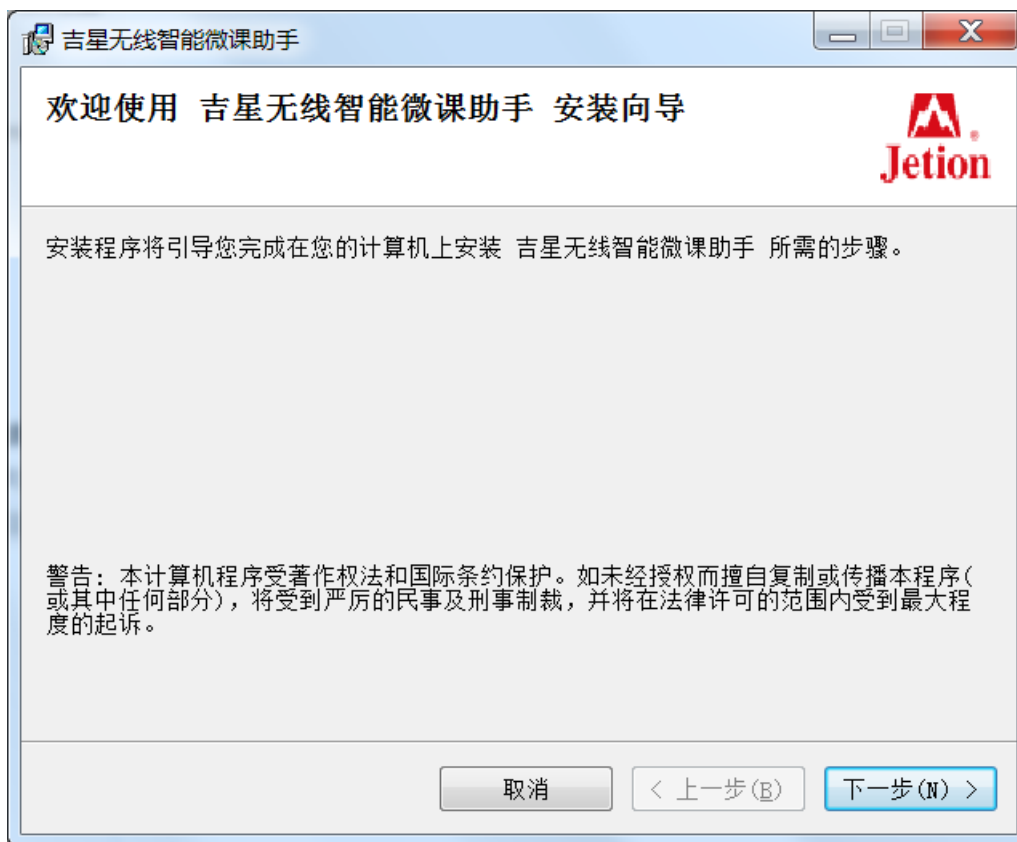 吉星无线智能微课助手
欢迎使用 吉星无线智能微课助手 安装向导
Jetion
安装程序将引导您完成在您的计算机上安装 吉星无线智能微课助手 所需的步骤。
警告: 本计算机程序受著作权法和国际条约保护。如未经授权而擅自复制或传播本程序(
或其中任何部分)，将受到严厉的民事及刑事制裁，并将在法律许可的范围内受到最大程
度的起诉。
取消
< 上一步(B)
下一步(N) >